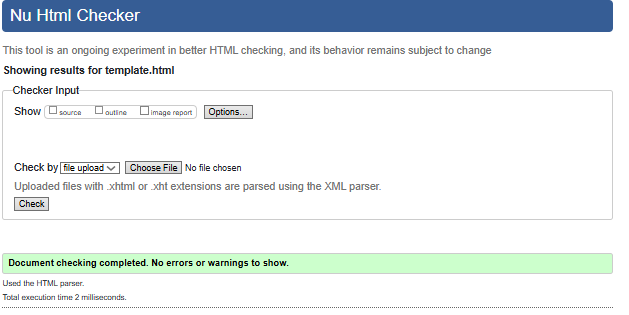 Nu Html Checker
This tool is an ongoing experiment in better HTML checking, and its behavior remains subject to change
Showing results for template.html
Checker Input
Show source outline image report Options...
Check by file upload Choose File No file chosen
Uploaded files with .xhtml or .xht extensions are parsed using the XML parser.
Check
Document checking completed. No errors or warnings to show.
Used the HTML parser.
Total execution time 2 milliseconds.